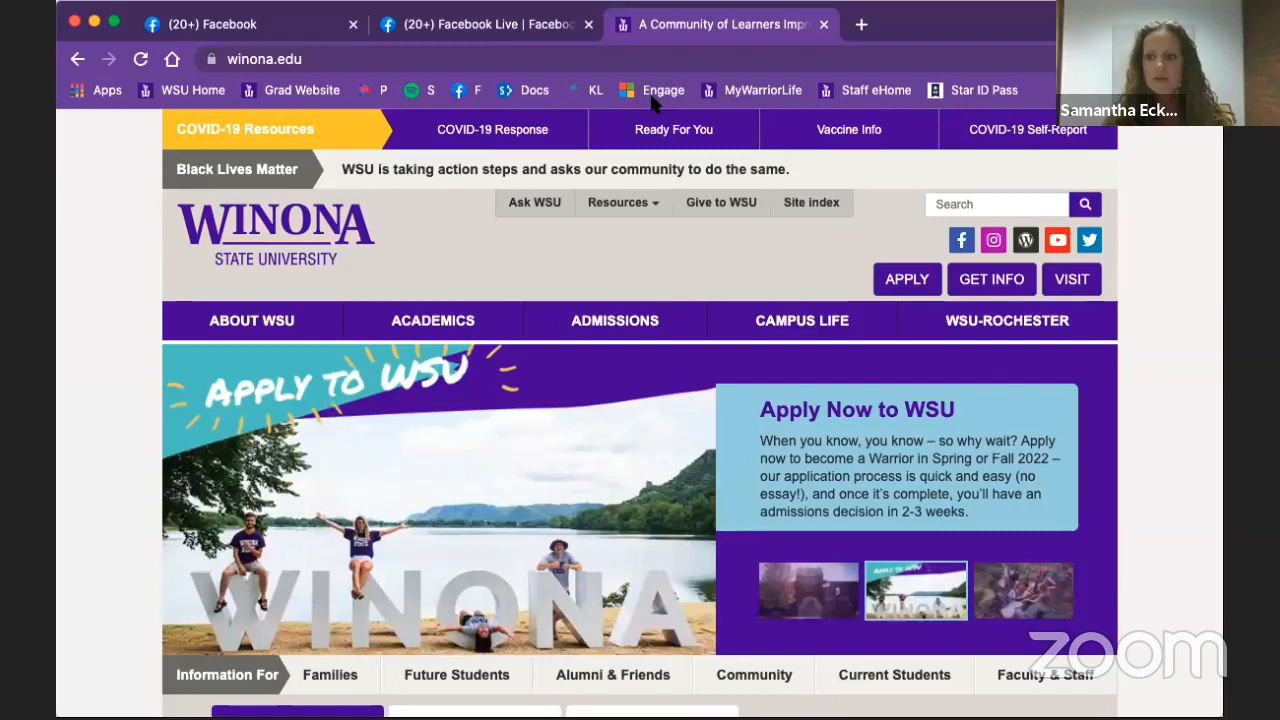 (20+) Facebook
(20+) Facebook Live | Faceboo
A Community of Learners Impr
winona.edu
Apps
WSU Home
Grad Website
P
S
F
Docs
KL
Engage
MyWarriorLife
Staff eHome
Star ID Pass
Samantha Eck...
COVID-19 Resources
COVID-19 Response
Ready For You
Vaccine Info
COVID-19 Self-Report
Black Lives Matter
WSU is taking action steps and asks our community to do the same.
Ask WSU
Resources
Give to WSU
Site index
Search
WINONA
STATE UNIVERSITY
APPLY
GET INFO
VISIT
ABOUT WSU
ACADEMICS
ADMISSIONS
CAMPUS LIFE
WSU-ROCHESTER
APPLY TO WSU
Apply Now to WSU
When you know, you know – so why wait? Apply
now to become a Warrior in Spring or Fall 2022 –
our application process is quick and easy (no
essay!), and once it's complete, you'll have an
admissions decision in 2-3 weeks.
WINONA
zoom
Information For
Families
Future Students
Alumni & Friends
Community
Current Students
Faculty & Staff